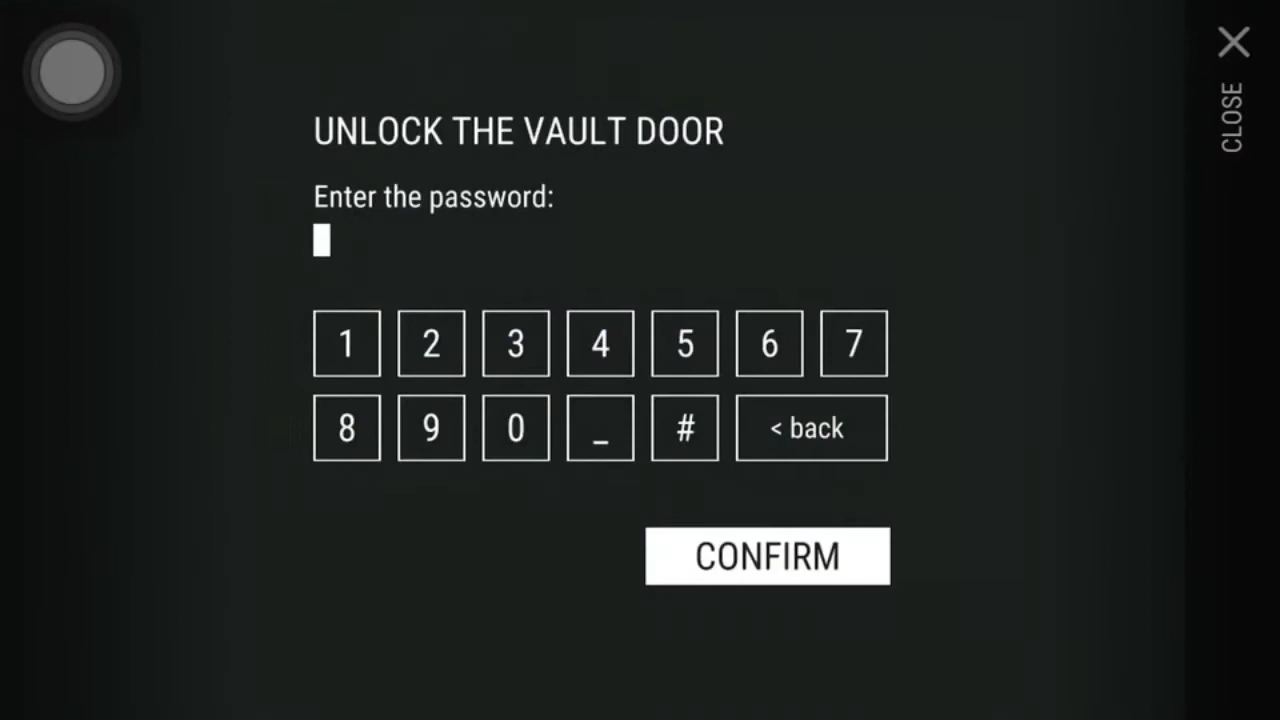 UNLOCK THE VAULT DOOR
Enter the password:
1 2 3 4 5 6 7
8 9 0 _ # < back
CONFIRM
CLOSE